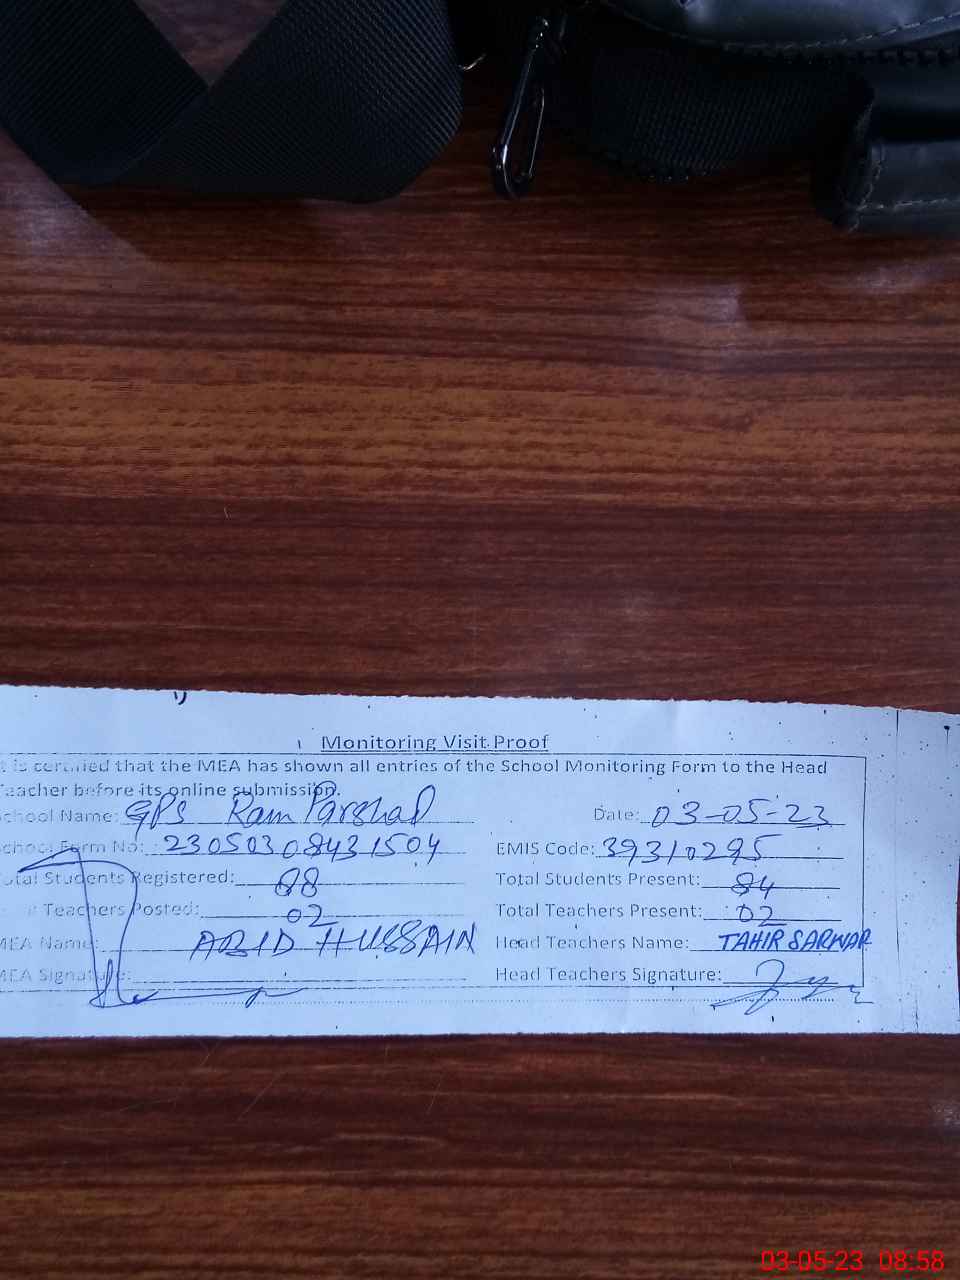 Monitoring Visit Proof
is certified that the MEA has shown all entries of the School Monitoring Form to the Head
Teacher before its online submission.
School Name: GPS Ram Parshad Date: 03-05-23
School Form No: 23050308431504 EMIS Code: 39310295
Total Students Registered: 88 Total Students Present: 84
Teachers Posted: 02 Total Teachers Present: 02
MEA Name: ABID HUSSAIN Head Teachers Name: TAHIR SARWAR
MEA Signature: Head Teachers Signature:
03-05-23 08:58